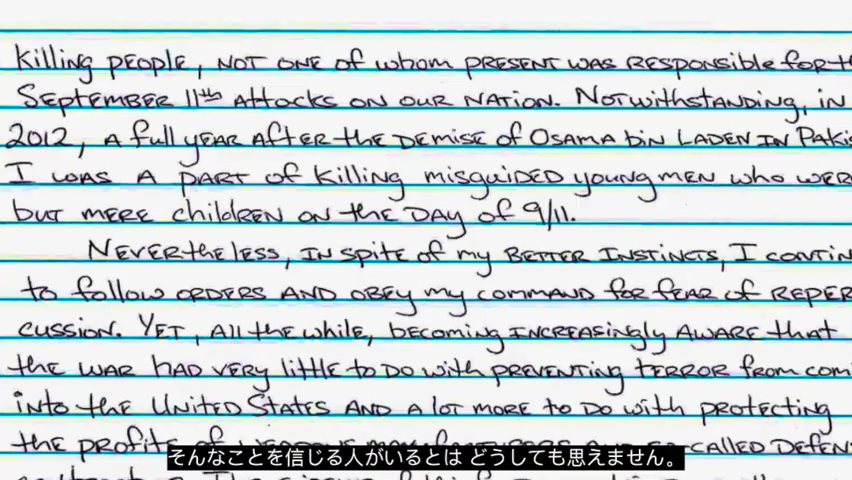 killing people, not one of whom present was responsible for th
September 11th attacks on our nation. Notwithstanding, in
2012, a full year after the demise of Osama bin Laden in Pakis
I was a part of killing misguided young men who wer
but mere children on the day of 9/11.
Nevertheless, in spite of my better instincts, I contin
to follow orders and obey my command for fear of reper
cussion. Yet, all the while, becoming increasingly aware that
the war had very little to do with preventing terror from comi
into the United States and a lot more to do with protecting
the profits of called Defen
そんなことを信じる人がいるとは どうしても思えません。